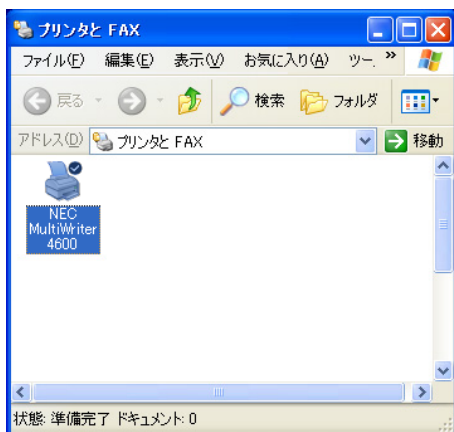 プリンタと FAX
ファイル(F) 編集(E) 表示(V) お気に入り(A) ツー. »
戻る 検索 フォルダ
アドレス(D) プリンタと FAX 移動
NEC
MultiWriter
4600
状態: 準備完了 ドキュメント: 0